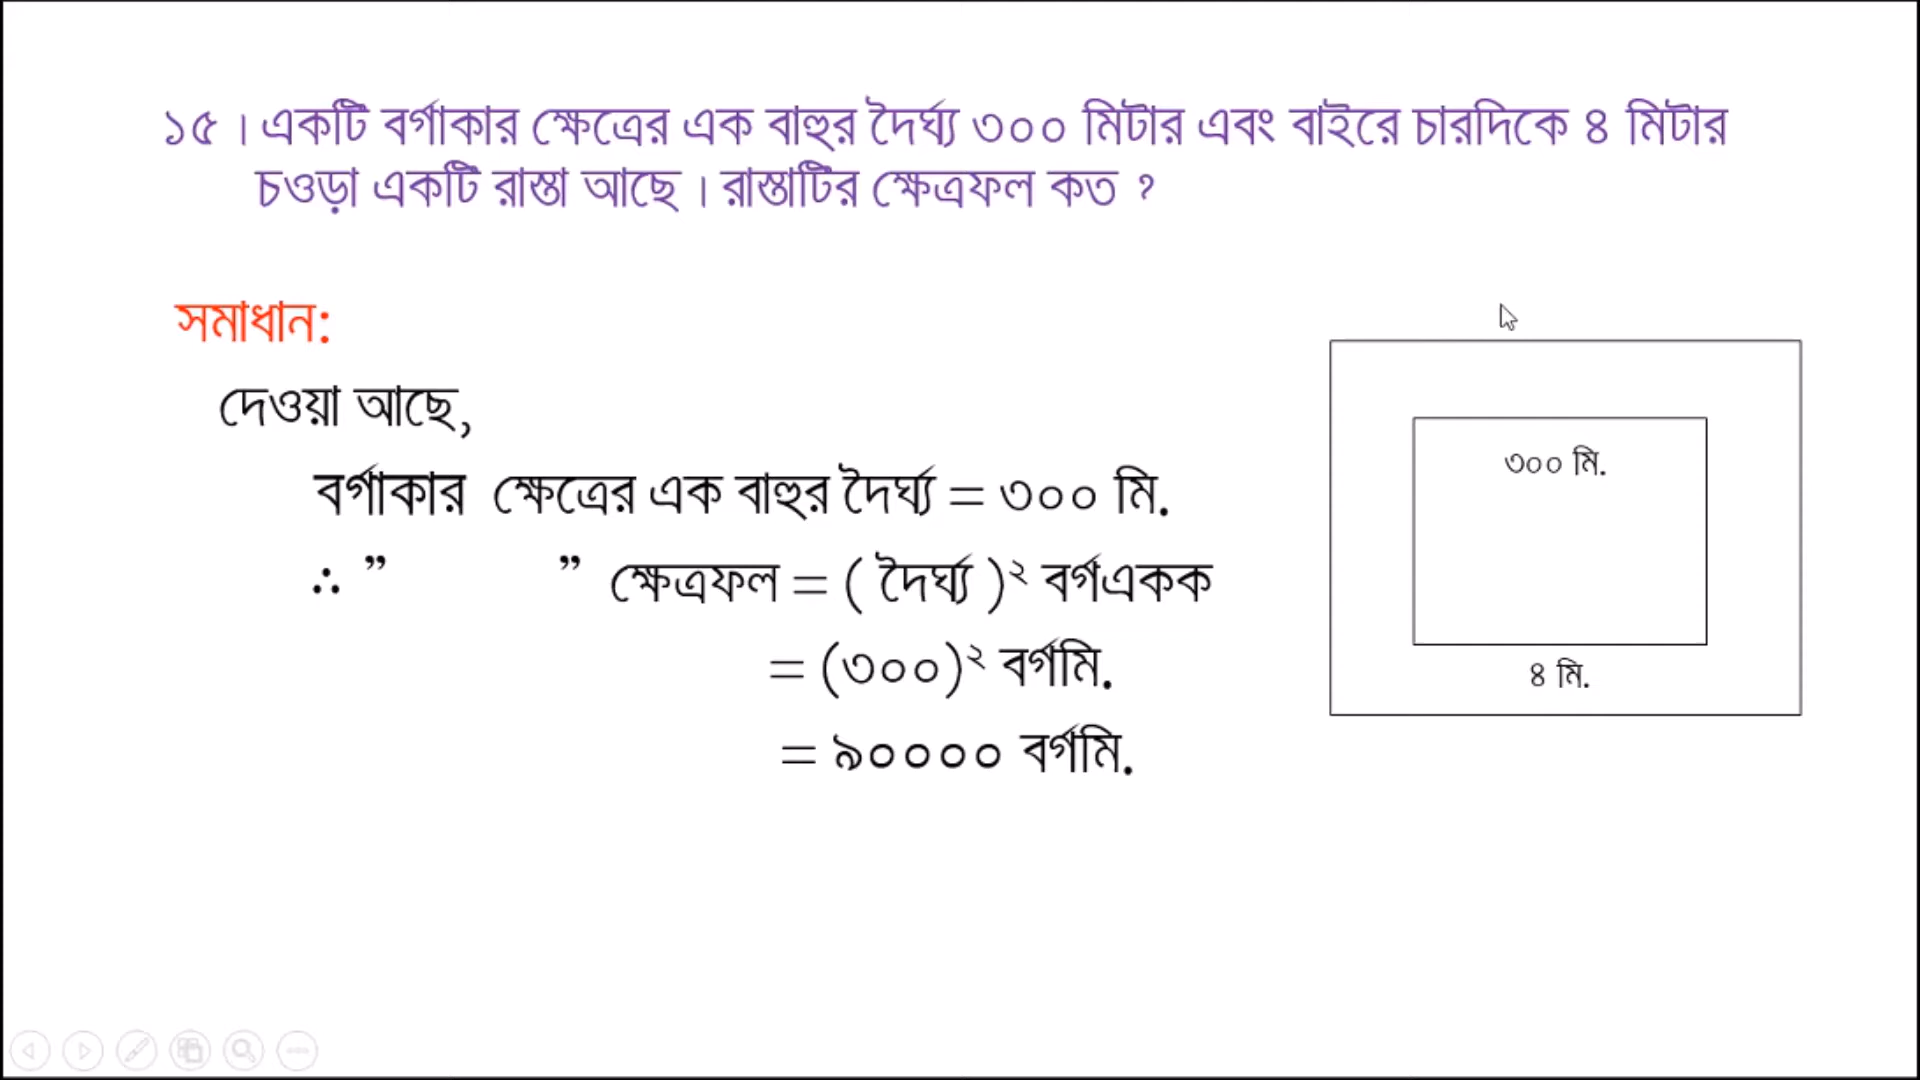 ১৫। একটি বর্গাকার ক্ষেত্রের এক বাহুর দৈর্ঘ্য ৩০০ মিটার এবং বাইরে চারদিকে ৪ মিটার
চওড়া একটি রাস্তা আছে। রাস্তাটির ক্ষেত্রফল কত ?
সমাধান:
দেওয়া আছে,
বর্গাকার ক্ষেত্রের এক বাহুর দৈর্ঘ্য = ৩০০ মি.
∴ ” ” ক্ষেত্রফল = ( দৈর্ঘ্য )² বর্গএকক
= (৩০০)² বর্গমি.
= ৯০০০০ বর্গমি.
৩০০ মি.
৪ মি.